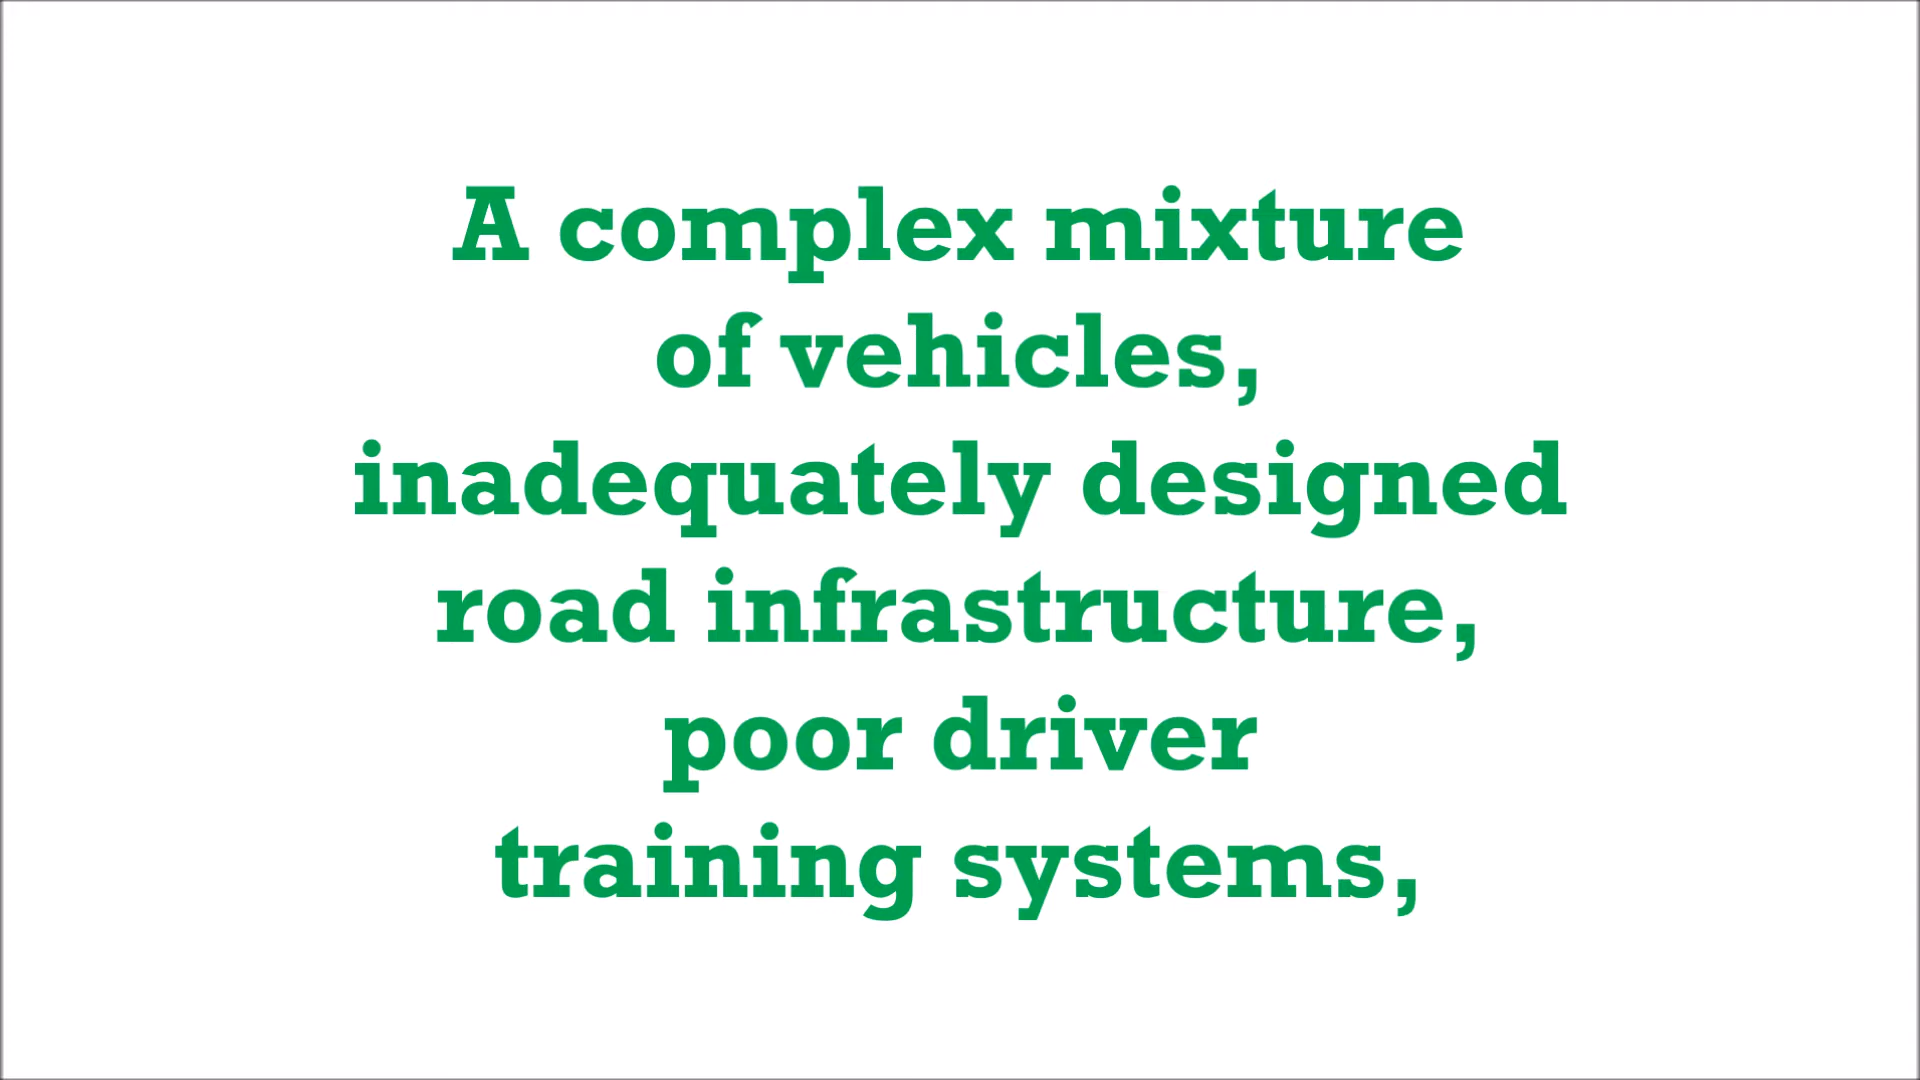 A complex mixture
of vehicles,
inadequately designed
road infrastructure,
poor driver
training systems,